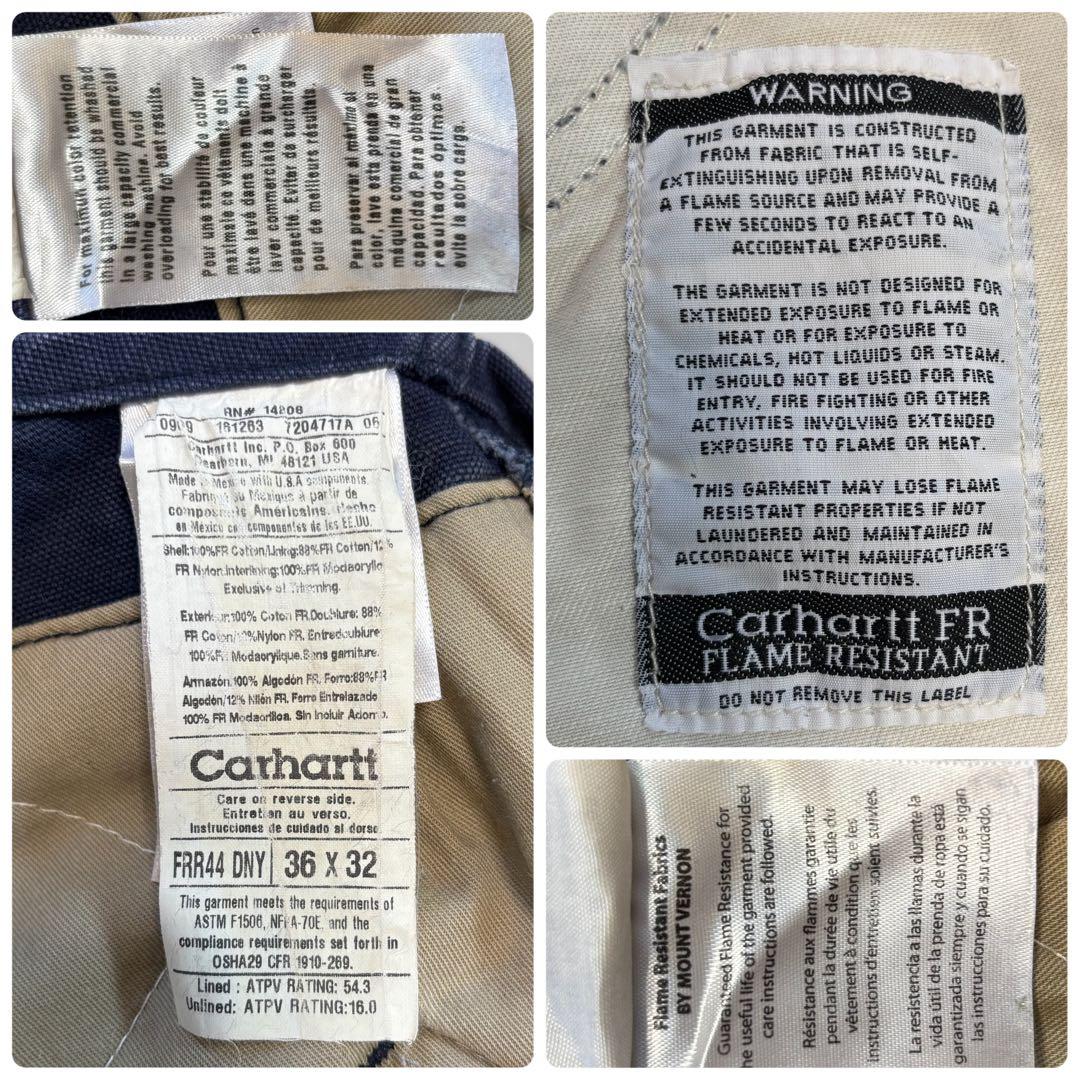 For maximum color retention
this garment should be washed
in a large capacity commercial
washing machine. Avoid
overloading for best results.
Pour une stabilité de couleur
maximale ce vêtements doit
être lavé dans une machine à
laver commerciale à grande
capacité. Eviter de surcharger
pour de meilleurs résultats.
Para preservar al máximo el
color, lave esta prenda en una
maquina comercial de gran
capacidad. Para obtener
resultados óptimos
evite la sobre carga.
WARNING
THIS GARMENT IS CONSTRUCTED
FROM FABRIC THAT IS SELF-
EXTINGUISHING UPON REMOVAL FROM
A FLAME SOURCE AND MAY PROVIDE A
FEW SECONDS TO REACT TO AN
ACCIDENTAL EXPOSURE.
THE GARMENT IS NOT DESIGNED FOR
EXTENDED EXPOSURE TO FLAME OR
HEAT OR FOR EXPOSURE TO
CHEMICALS, HOT LIQUIDS OR STEAM.
IT SHOULD NOT BE USED FOR FIRE
ENTRY, FIRE FIGHTING OR OTHER
ACTIVITIES INVOLVING EXTENDED
EXPOSURE TO FLAME OR HEAT.
THIS GARMENT MAY LOSE FLAME
RESISTANT PROPERTIES IF NOT
LAUNDERED AND MAINTAINED IN
ACCORDANCE WITH MANUFACTURER'S
INSTRUCTIONS.
Carhartt FR
FLAME RESISTANT
DO NOT REMOVE THIS LABEL
RN# 14806
0909 161263 7204717A 06
Carhartt Inc. P.O. Box 600
Dearborn, MI 48121 USA
Made in Mexico with U.S.A components.
Fabriqué au Mexique à partir de
composants Américains. Hecho
en Mexico con componentes de los EE.UU.
Shell:100%FR Cotton/Lining:88%FR Cotton/12%
FR Nylon.Interlining:100%FR Modacrylic
Exclusive of Trimming.
Exterieur:100% Coton FR.Doublure: 88%
FR Coton/12%Nylon FR. Entredoublure
100%FR Modacrylique.Sans garniture.
Armazón:100% Algodón FR. Forro:88%FR
Algodón/12% Nilón FR. Forro Entrelazado
100% FR Modacrílica. Sin Incluir Adorno.
Carhartt
Care on reverse side.
Entretien au verso.
Instrucciones de cuidado al dorso
FRR44 DNY 36 X 32
This garment meets the requirements of
ASTM F1506, NFPA-70E, and the
compliance requirements set forth in
OSHA29 CFR 1910-269.
Lined : ATPV RATING: 54.3
Unlined: ATPV RATING:16.0
Flame Resistant Fabrics
BY MOUNT VERNON
Guaranteed Flame Resistance for
the useful life of the garment provided
care instructions are followed.
Résistance aux flammes garantie
pendant la durée de vie utile du
vêtement à condition que les
instructions d'entretien soient suivies.
La resistencia a las llamas durante la
vida útil de la prenda de ropa está
garantizada siempre y cuando se sigan
las instrucciones para su cuidado.